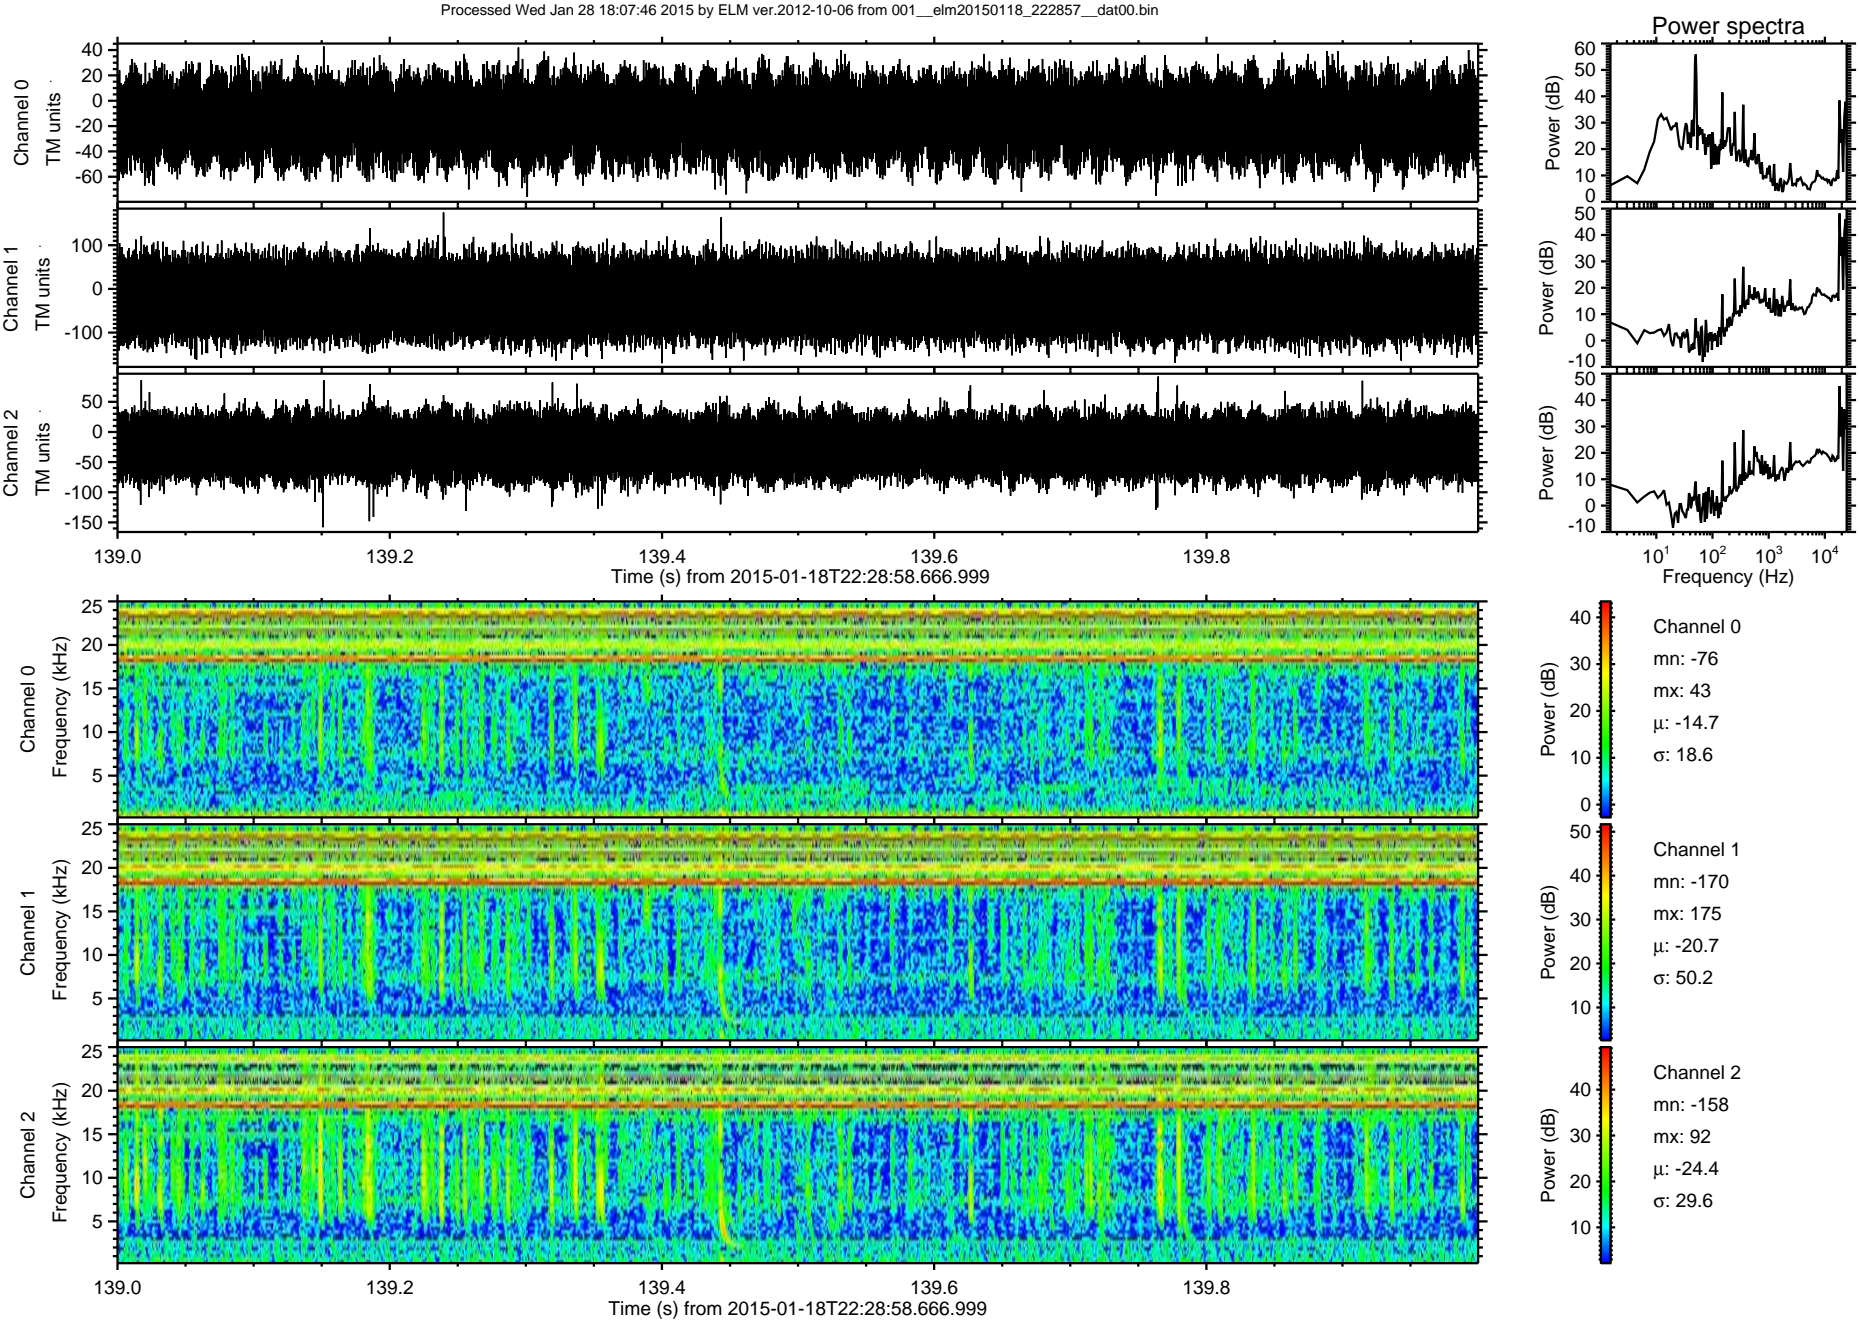 Processed Wed Jan 28 18:07:46 2015 by ELM ver.2012-10-06 from 001__elm20150118_222857__dat00.bin
Power spectra
Channel 0
TM units
40
20
0
-20
-40
-60
Power (dB)
60
50
40
30
20
10
0
Channel 1
TM units
100
0
-100
Power (dB)
50
40
30
20
10
0
-10
Channel 2
TM units
50
0
-50
-100
-150
Power (dB)
50
40
30
20
10
0
-10
139.0 139.2 139.4 139.6 139.8
Time (s) from 2015-01-18T22:28:58.666.999
10¹ 10² 10³ 10⁴
Frequency (Hz)
Channel 0
Frequency (kHz)
25
20
15
10
5
Power (dB)
40
30
20
10
0
Channel 0
mn: -76
mx: 43
μ: -14.7
σ: 18.6
Channel 1
Frequency (kHz)
25
20
15
10
5
Power (dB)
50
40
30
20
10
Channel 1
mn: -170
mx: 175
μ: -20.7
σ: 50.2
Channel 2
Frequency (kHz)
25
20
15
10
5
Power (dB)
40
30
20
10
Channel 2
mn: -158
mx: 92
μ: -24.4
σ: 29.6
139.0 139.2 139.4 139.6 139.8
Time (s) from 2015-01-18T22:28:58.666.999